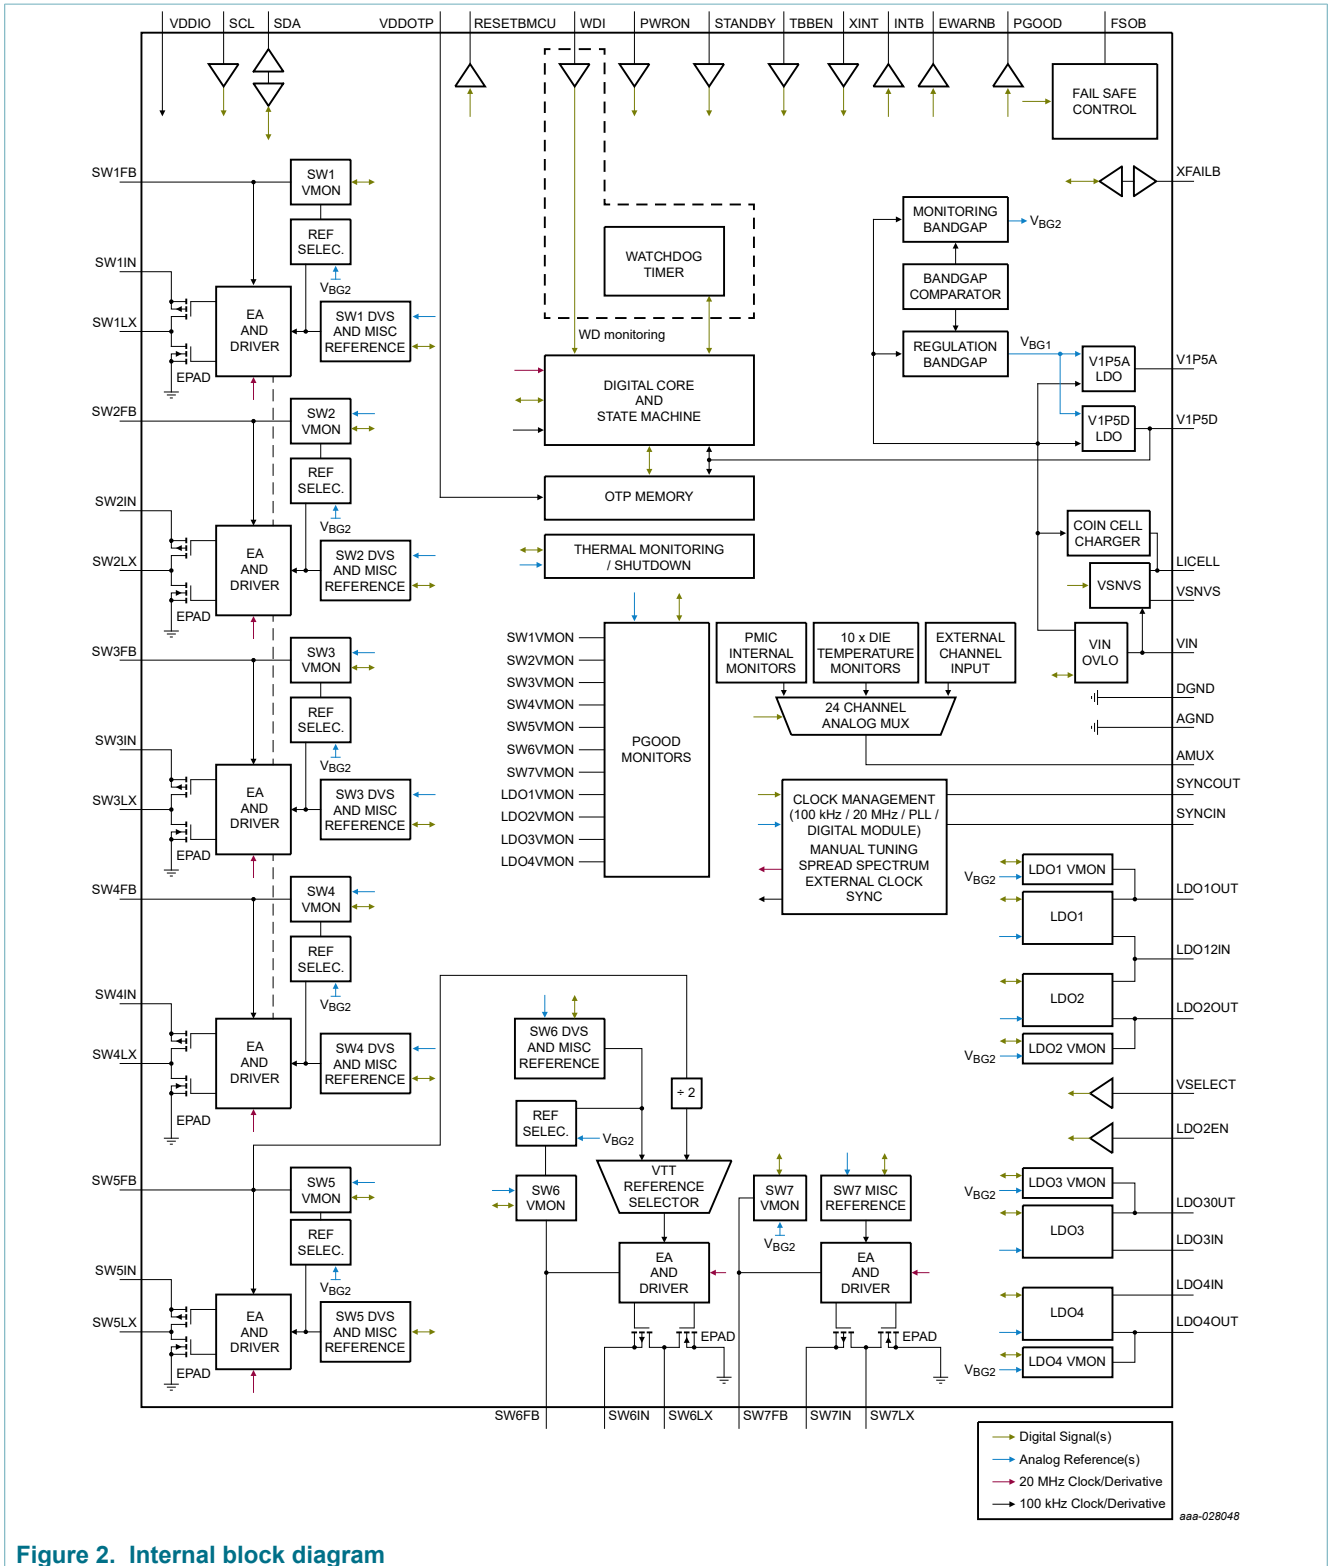 VDDIO SCL SDA VDDOTP RESETBMCU WDI PWRON STANDBY TBBEN XINT INTB EWARNB PGOOD FSOB
FAIL SAFE
CONTROL
XFAILB
SW1FB
SW1
VMON
REF
SELEC.
VBG2
SW1IN
SW1LX
EA
AND
DRIVER
SW1 DVS
AND MISC
REFERENCE
EPAD
WATCHDOG
TIMER
WD monitoring
MONITORING
BANDGAP
VBG2
BANDGAP
COMPARATOR
REGULATION
BANDGAP
VBG1
V1P5A
LDO
V1P5A
V1P5D
LDO
V1P5D
DIGITAL CORE
AND
STATE MACHINE
OTP MEMORY
THERMAL MONITORING
/ SHUTDOWN
SW2FB
SW2
VMON
REF
SELEC.
VBG2
SW2IN
SW2LX
EA
AND
DRIVER
SW2 DVS
AND MISC
REFERENCE
EPAD
COIN CELL
CHARGER
LICELL
VSNVS
VSNVS
VIN
OVLO
VIN
DGND
AGND
AMUX
SW1VMON
SW2VMON
SW3VMON
SW4VMON
SW5VMON
SW6VMON
SW7VMON
LDO1VMON
LDO2VMON
LDO3VMON
LDO4VMON
PGOOD
MONITORS
PMIC
INTERNAL
MONITORS
10 x DIE
TEMPERATURE
MONITORS
EXTERNAL
CHANNEL
INPUT
24 CHANNEL
ANALOG MUX
SW3FB
SW3
VMON
REF
SELEC.
VBG2
SW3IN
SW3LX
EA
AND
DRIVER
SW3 DVS
AND MISC
REFERENCE
EPAD
CLOCK MANAGEMENT
(100 kHz / 20 MHz / PLL /
DIGITAL MODULE)
MANUAL TUNING
SPREAD SPECTRUM
EXTERNAL CLOCK
SYNC
SYNCOUT
SYNCIN
SW4FB
SW4
VMON
REF
SELEC.
VBG2
SW4IN
SW4LX
EA
AND
DRIVER
SW4 DVS
AND MISC
REFERENCE
EPAD
LDO1 VMON
VBG2
LDO1OUT
LDO1
LDO12IN
LDO2
LDO2OUT
LDO2 VMON
VBG2
VSELECT
LDO2EN
SW6 DVS
AND MISC
REFERENCE
÷ 2
REF
SELEC.
VBG2
SW6
VMON
VTT
REFERENCE
SELECTOR
EA
AND
DRIVER
EPAD
SW7
VMON
VBG2
SW7 MISC
REFERENCE
EA
AND
DRIVER
EPAD
SW5FB
SW5
VMON
REF
SELEC.
VBG2
SW5IN
SW5LX
EA
AND
DRIVER
SW5 DVS
AND MISC
REFERENCE
EPAD
LDO3 VMON
VBG2
LDO30UT
LDO3
LDO3IN
LDO4IN
LDO4
LDO4OUT
LDO4 VMON
VBG2
SW6FB SW6IN SW6LX SW7FB SW7IN SW7LX
Digital Signal(s)
Analog Reference(s)
20 MHz Clock/Derivative
100 kHz Clock/Derivative
aaa-028048
Figure 2. Internal block diagram